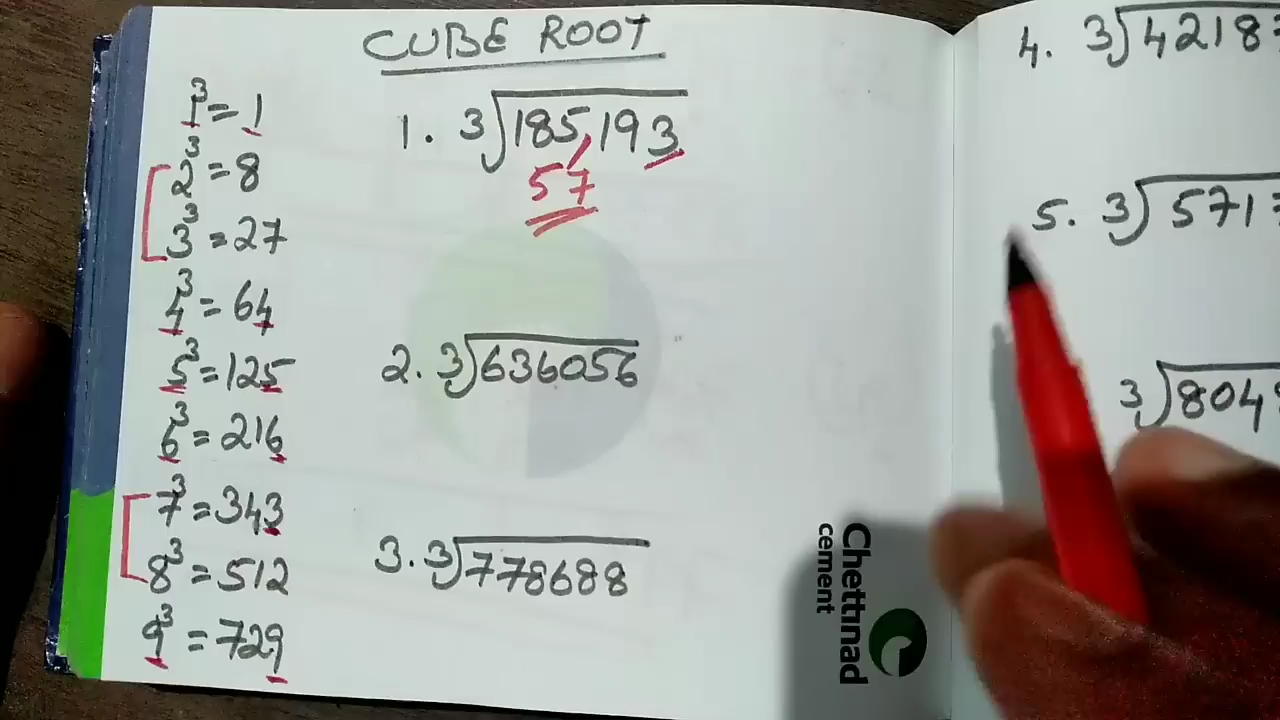 CUBE ROOT
1³ = 1
2³ = 8
3³ = 27
4³ = 64
5³ = 125
6³ = 216
7³ = 343
8³ = 512
9³ = 729
1. 3√185,193
57
2. 3√636056
3. 3√778688
Chettinad
cement
4. 3√4218
5. 3√571
3√804